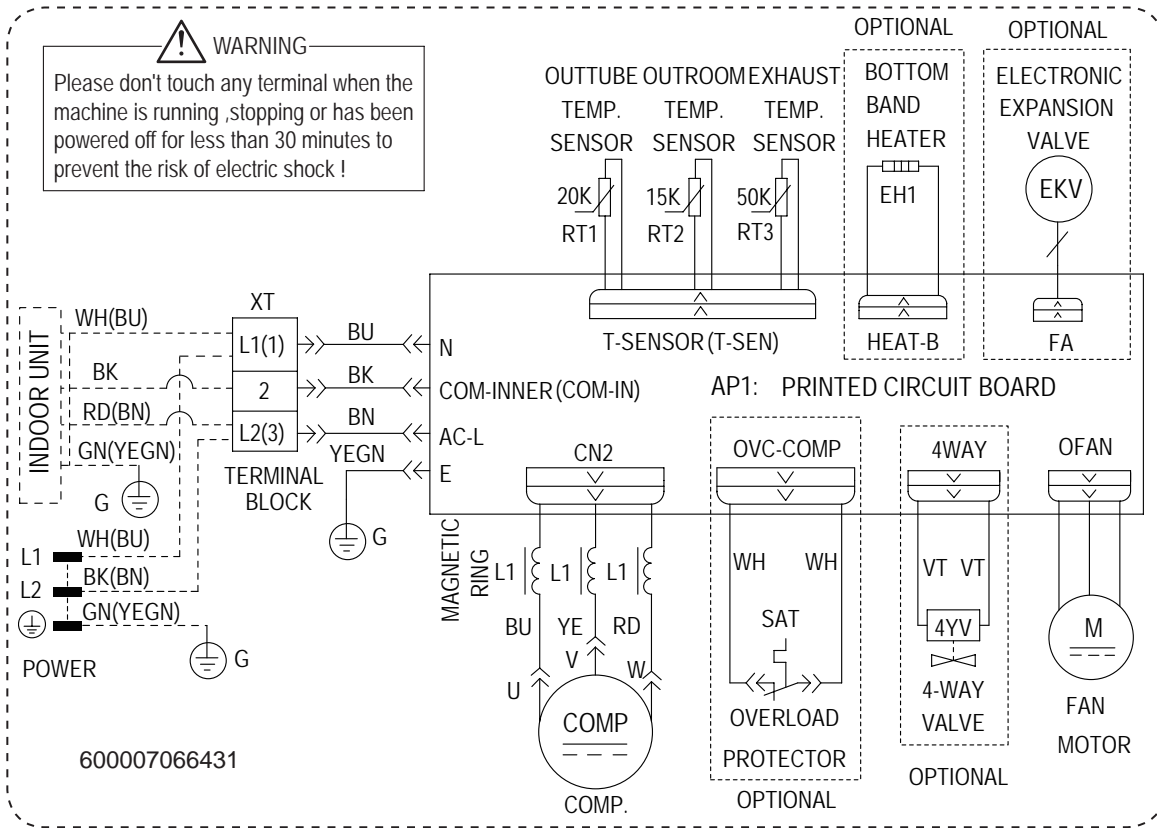 WARNING
Please don't touch any terminal when the
machine is running ,stopping or has been
powered off for less than 30 minutes to
prevent the risk of electric shock !
OUTTUBE
TEMP.
SENSOR
20K
RT1
OUTROOM
TEMP.
SENSOR
15K
RT2
EXHAUST
TEMP.
SENSOR
50K
RT3
OPTIONAL
BOTTOM
BAND
HEATER
EH1
OPTIONAL
ELECTRONIC
EXPANSION
VALVE
EKV
T-SENSOR (T-SEN)
HEAT-B
FA
INDOOR UNIT
WH(BU)
BK
RD(BN)
GN(YEGN)
G
XT
L1(1)
2
L2(3)
TERMINAL
BLOCK
BU
BK
BN
YEGN
G
N
COM-INNER (COM-IN)
AC-L
E
AP1: PRINTED CIRCUIT BOARD
CN2
OVC-COMP
4WAY
OFAN
L1
L2
WH(BU)
BK(BN)
GN(YEGN)
G
POWER
MAGNETIC
RING
L1
L1
L1
BU
YE
RD
U
V
W
COMP
COMP.
WH
WH
SAT
OVERLOAD
PROTECTOR
OPTIONAL
VT
VT
4YV
4-WAY
VALVE
OPTIONAL
M
FAN
MOTOR
600007066431